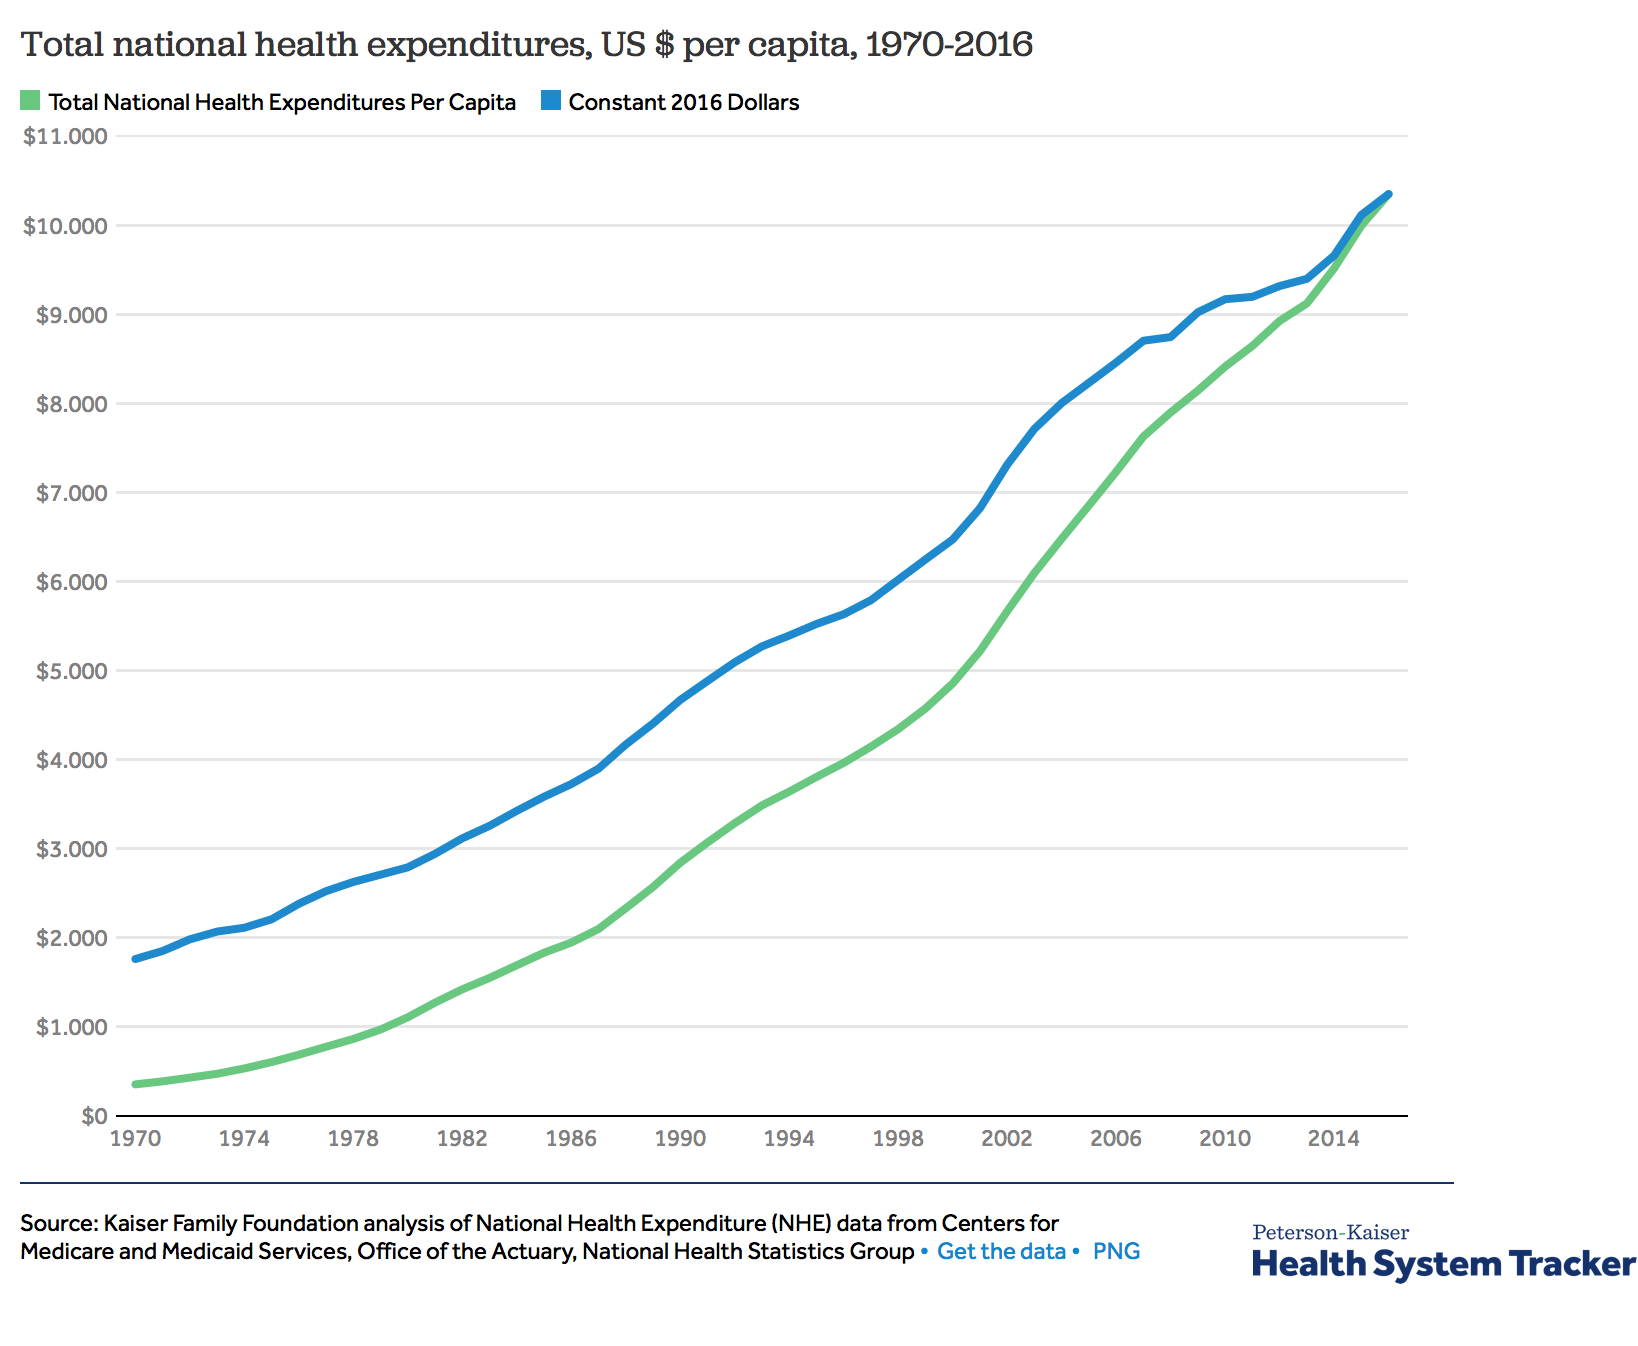 Total national health expenditures, US $ per capita, 1970-2016
Total National Health Expenditures Per Capita Constant 2016 Dollars
$11.000
$10.000
$9.000
$8.000
$7.000
$6.000
$5.000
$4.000
$3.000
$2.000
$1.000
$0
1970 1974 1978 1982 1986 1990 1994 1998 2002 2006 2010 2014
Source: Kaiser Family Foundation analysis of National Health Expenditure (NHE) data from Centers for
Medicare and Medicaid Services, Office of the Actuary, National Health Statistics Group • Get the data • PNG
Peterson-Kaiser
Health System Tracker